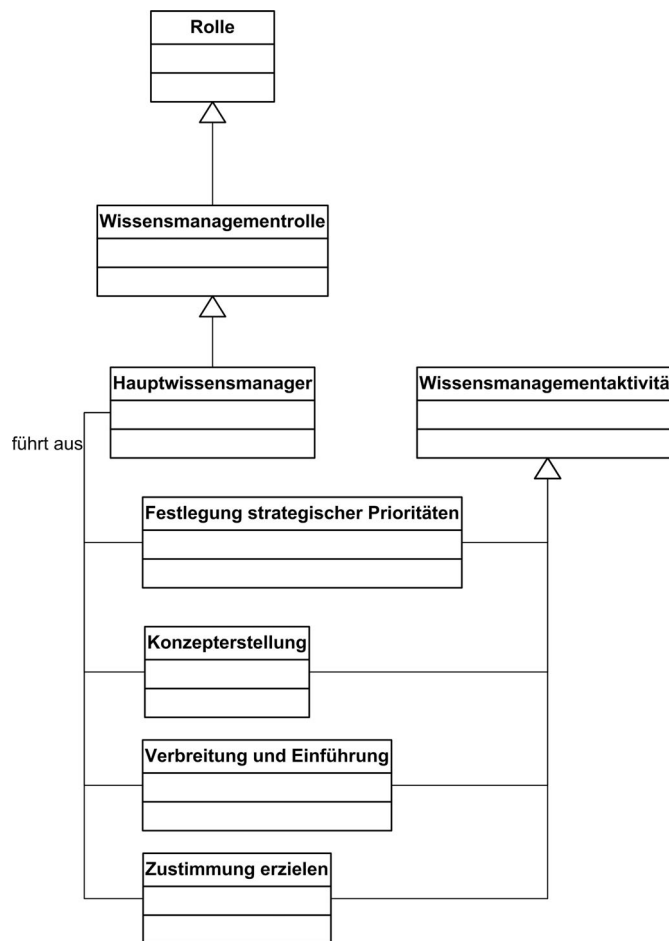 Rolle
Wissensmanagementrolle
Hauptwissensmanager
Wissensmanagementaktivitä
führt aus
Festlegung strategischer Prioritäten
Konzepterstellung
Verbreitung und Einführung
Zustimmung erzielen